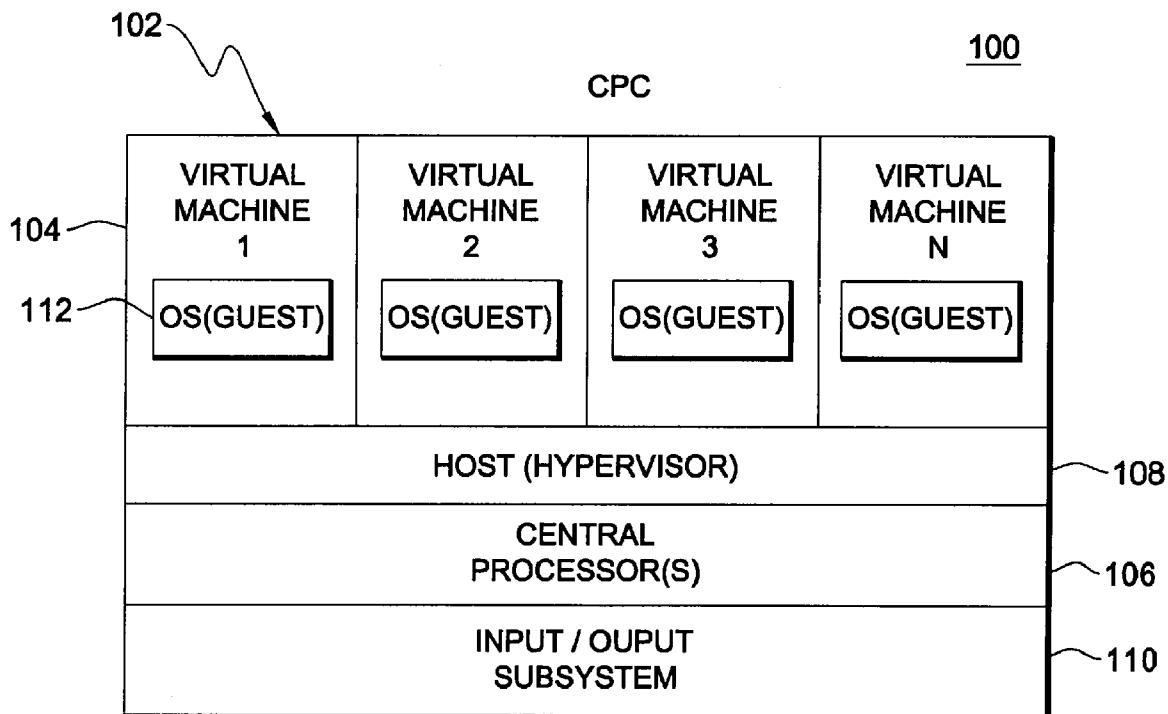 102
100
CPC
VIRTUAL MACHINE 1
VIRTUAL MACHINE 2
VIRTUAL MACHINE 3
VIRTUAL MACHINE N
104
112
OS(GUEST)
OS(GUEST)
OS(GUEST)
OS(GUEST)
HOST (HYPERVISOR)
108
CENTRAL
PROCESSOR(S)
106
INPUT / OUPUT
SUBSYSTEM
110